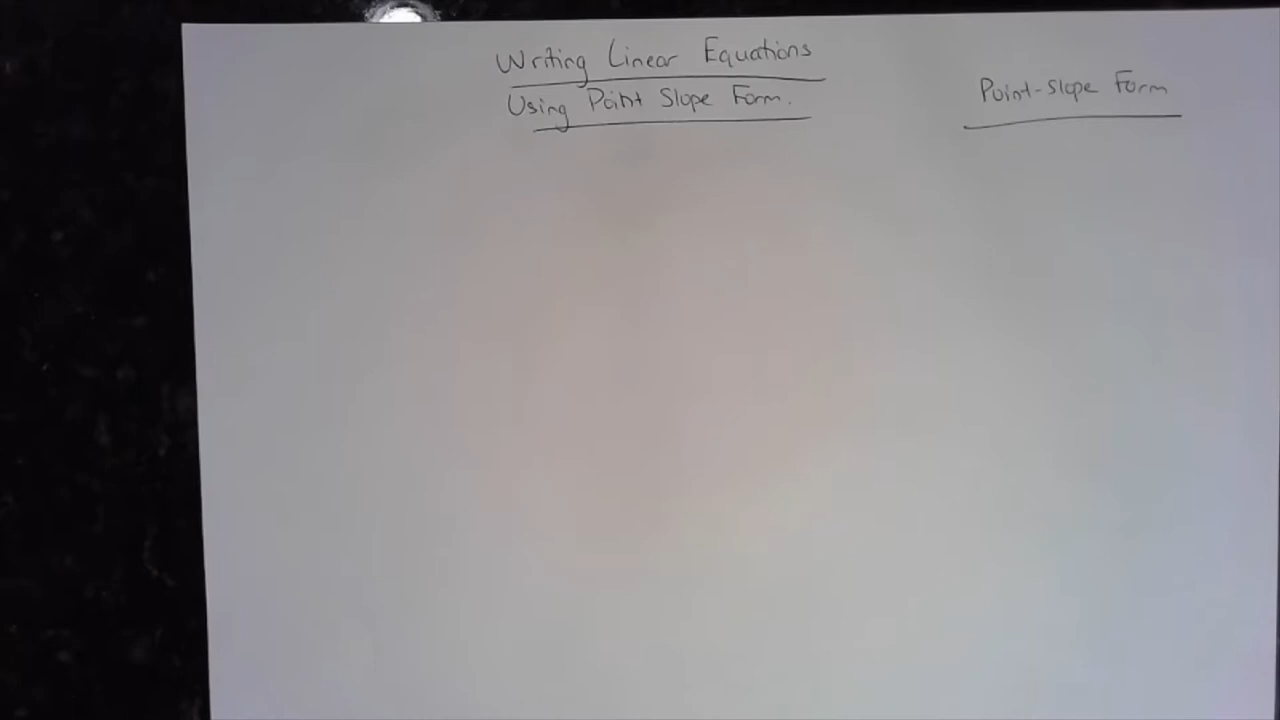 Writing Linear Equations
Using Point Slope Form.
Point-Slope Form